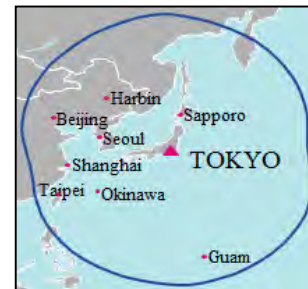 Harbin
Beijing
Sapporo
Seoul
TOKYO
Shanghai
Taipei
Okinawa
Guam